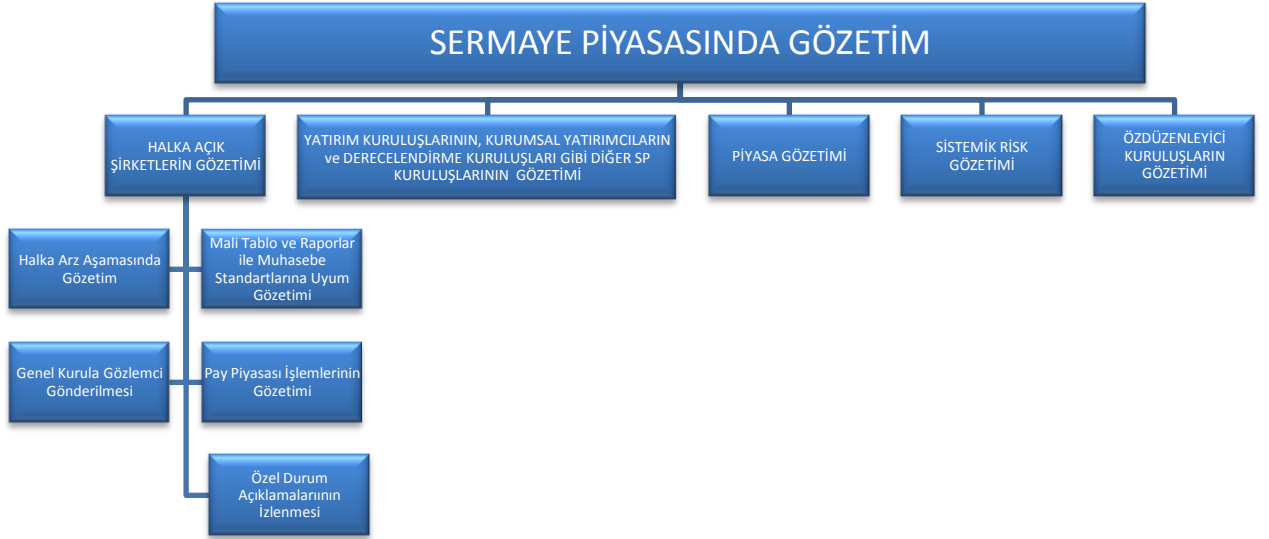 SERMAYE PİYASASINDA GÖZETİM
HALKA AÇIK
ŞİRKETLERİN GÖZETİMİ
YATIRIM KURULUŞLARININ, KURUMSAL YATIRIMCILARIN
ve DERECELENDİRME KURULUŞLARI GİBİ DİĞER SP
KURULUŞLARININ GÖZETİMİ
PİYASA GÖZETİMİ
SİSTEMİK RİSK
GÖZETİMİ
ÖZDÜZENLEYİCİ
KURULUŞLARIN
GÖZETİMİ
Halka Arz Aşamasında
Gözetim
Mali Tablo ve Raporlar
ile Muhasebe
Standartlarına Uyum
Gözetimi
Genel Kurula Gözlemci
Gönderilmesi
Pay Piyasası İşlemlerinin
Gözetimi
Özel Durum
Açıklamalarıının
İzlenmesi